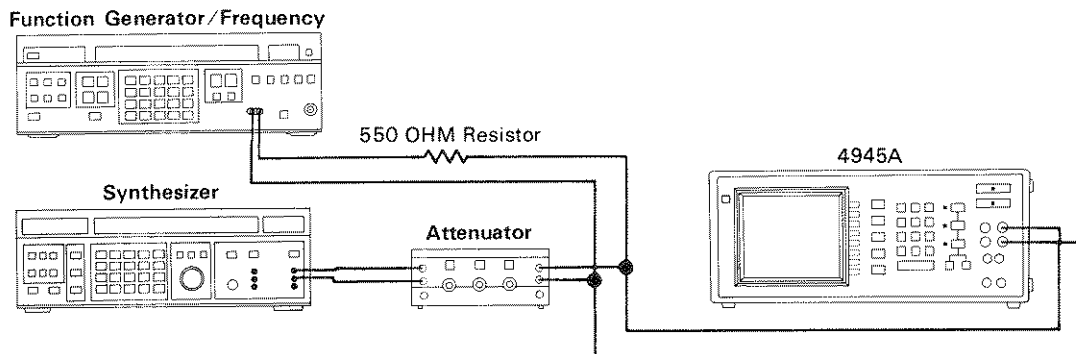 Function Generator/Frequency
550 OHM Resistor
4945A
Synthesizer
Attenuator